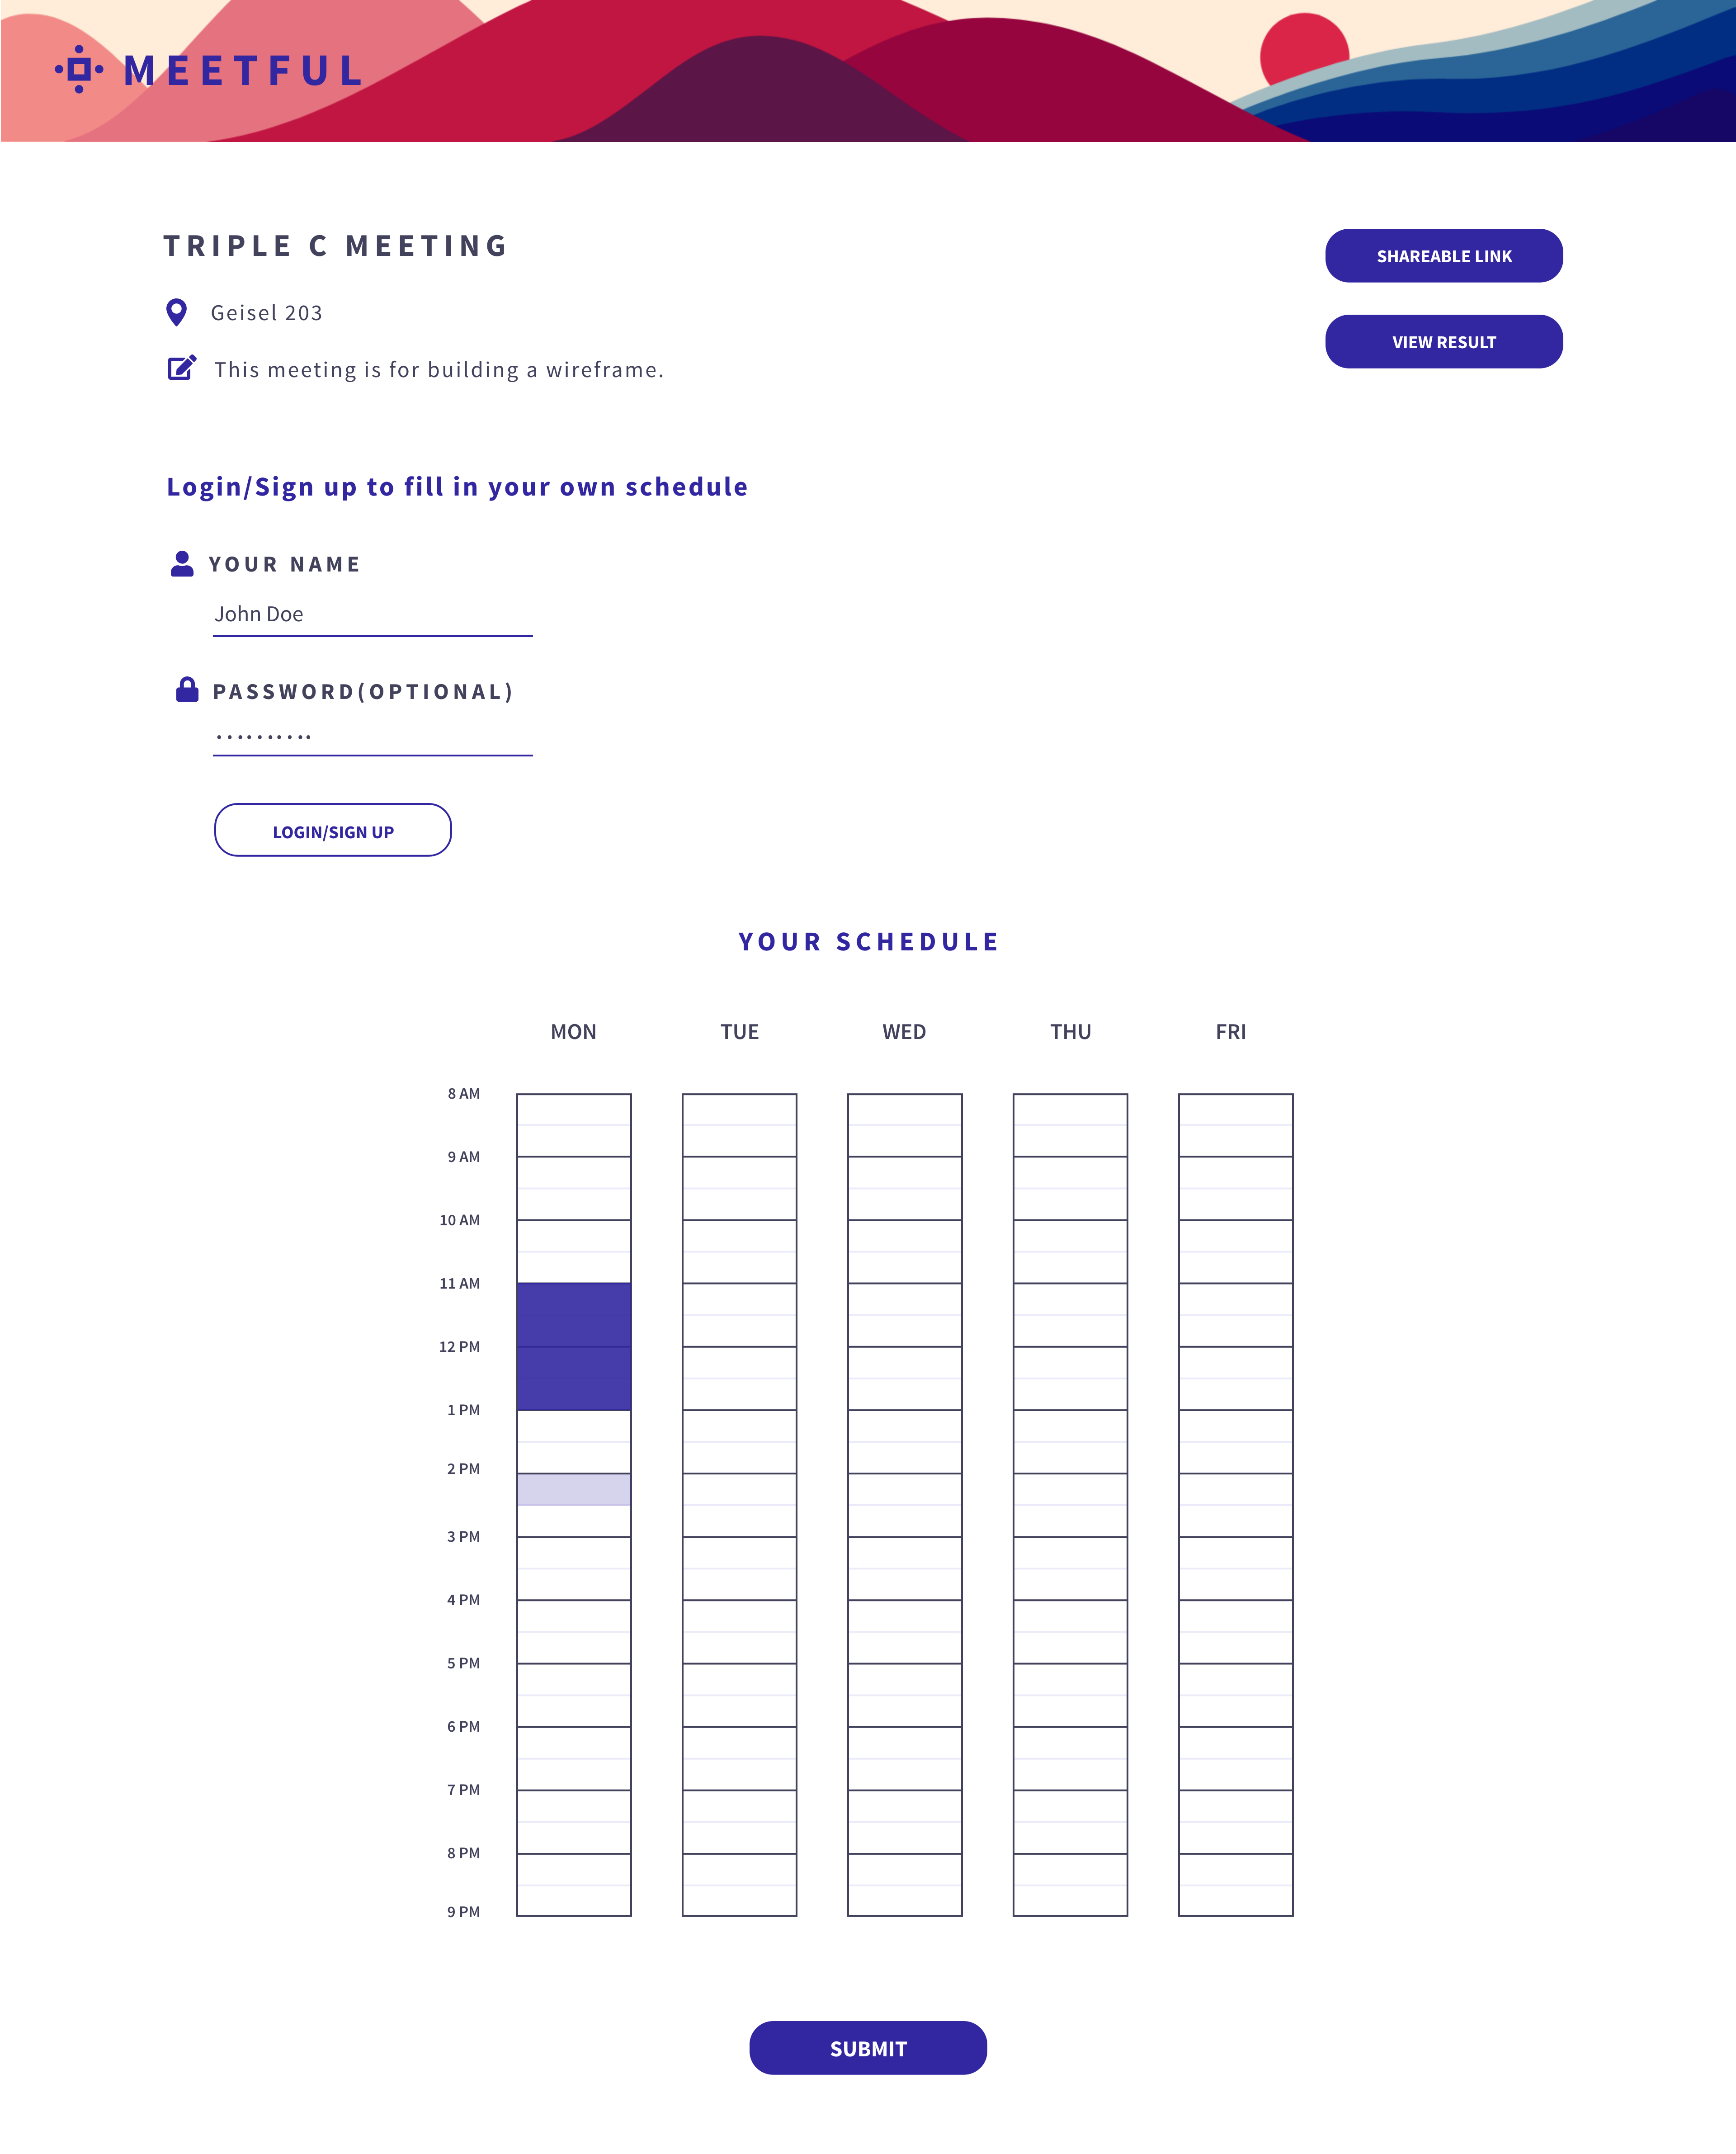 MEETFUL
TRIPLE C MEETING
SHAREABLE LINK
Geisel 203
VIEW RESULT
This meeting is for building a wireframe.
Login/Sign up to fill in your own schedule
YOUR NAME
John Doe
PASSWORD(OPTIONAL)
..........
LOGIN/SIGN UP
YOUR SCHEDULE
MON TUE WED THU FRI
8 AM
9 AM
10 AM
11 AM
12 PM
1 PM
2 PM
3 PM
4 PM
5 PM
6 PM
7 PM
8 PM
9 PM
SUBMIT